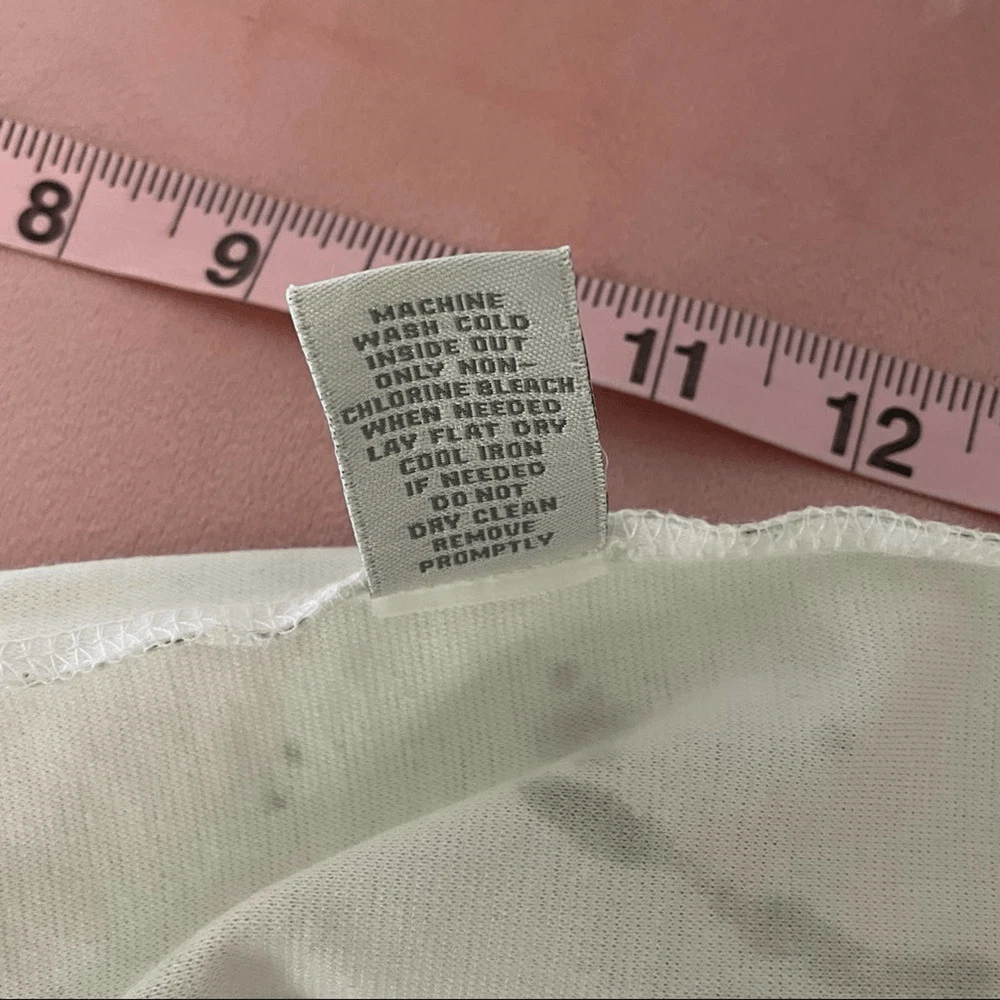 8 9 11 12
MACHINE
WASH COLD
INSIDE OUT
ONLY NON-
CHLORINE BLEACH
WHEN NEEDED
LAY FLAT DRY
COOL IRON
IF NEEDED
DO NOT
DRY CLEAN
REMOVE
PROMPTLY